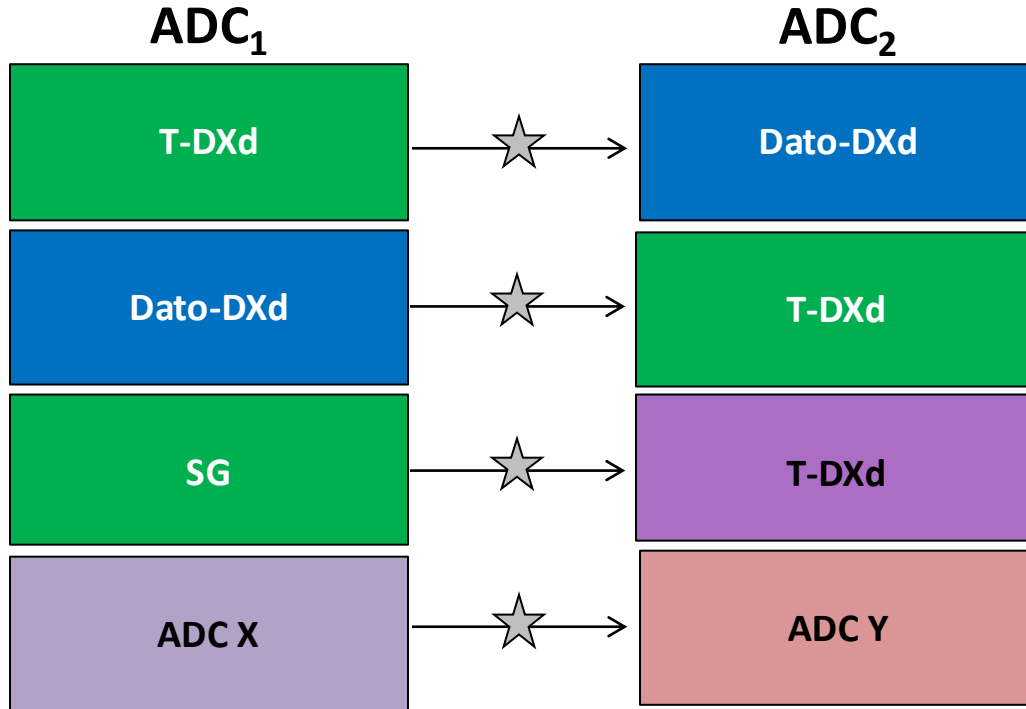 ADC₁ ADC₂
T-DXd Dato-DXd
Dato-DXd T-DXd
SG T-DXd
ADC X ADC Y